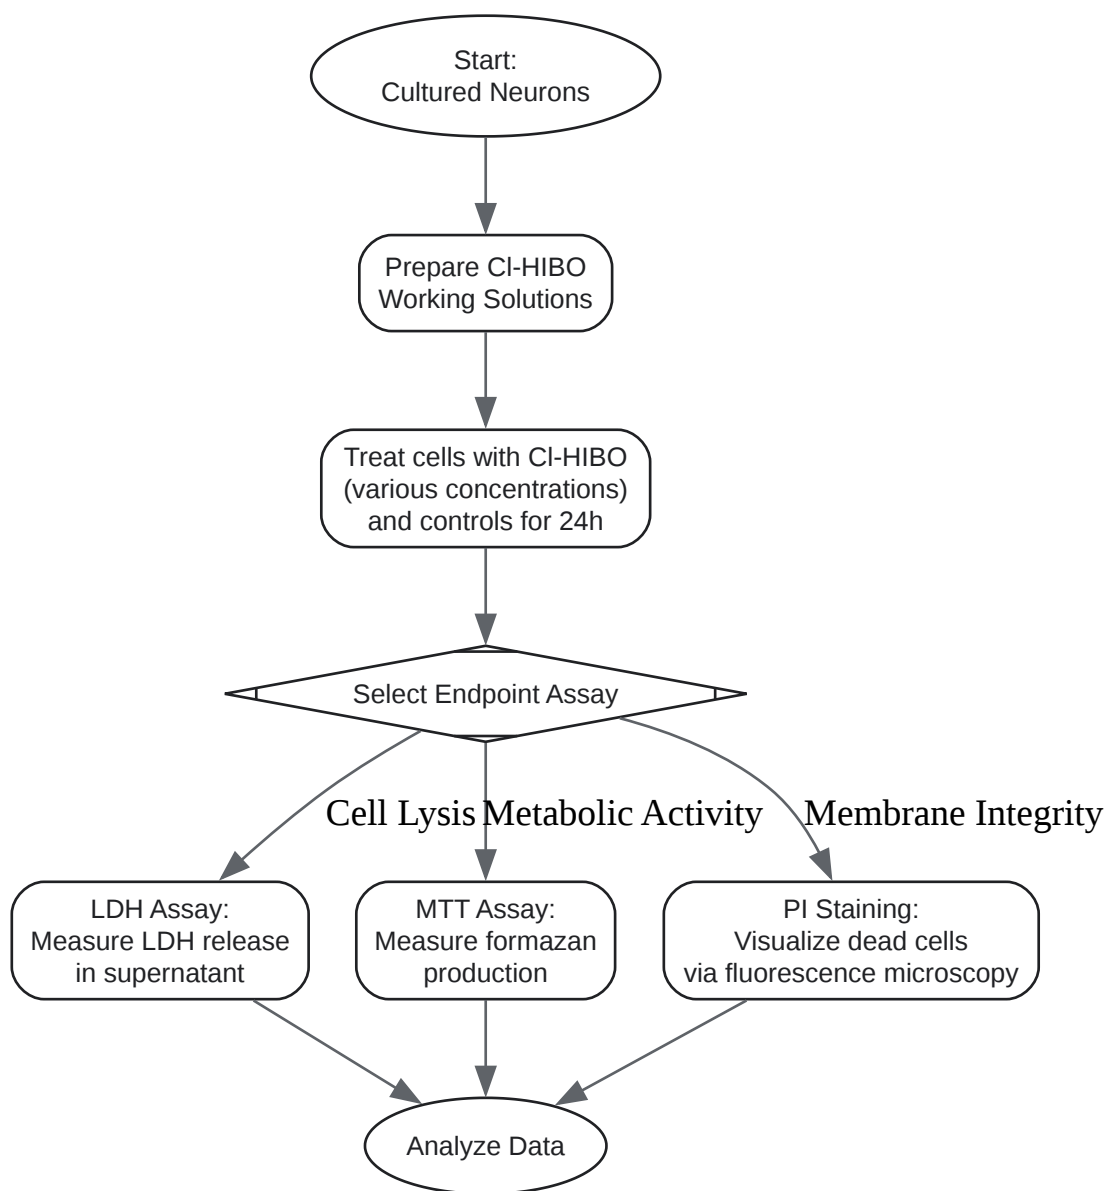 Start:
Cultured Neurons
Prepare Cl-HIBO
Working Solutions
Treat cells with Cl-HIBO
(various concentrations)
and controls for 24h
Select Endpoint Assay
Cell Lysis
Metabolic Activity
Membrane Integrity
LDH Assay:
Measure LDH release
in supernatant
MTT Assay:
Measure formazan
production
PI Staining:
Visualize dead cells
via fluorescence microscopy
Analyze Data